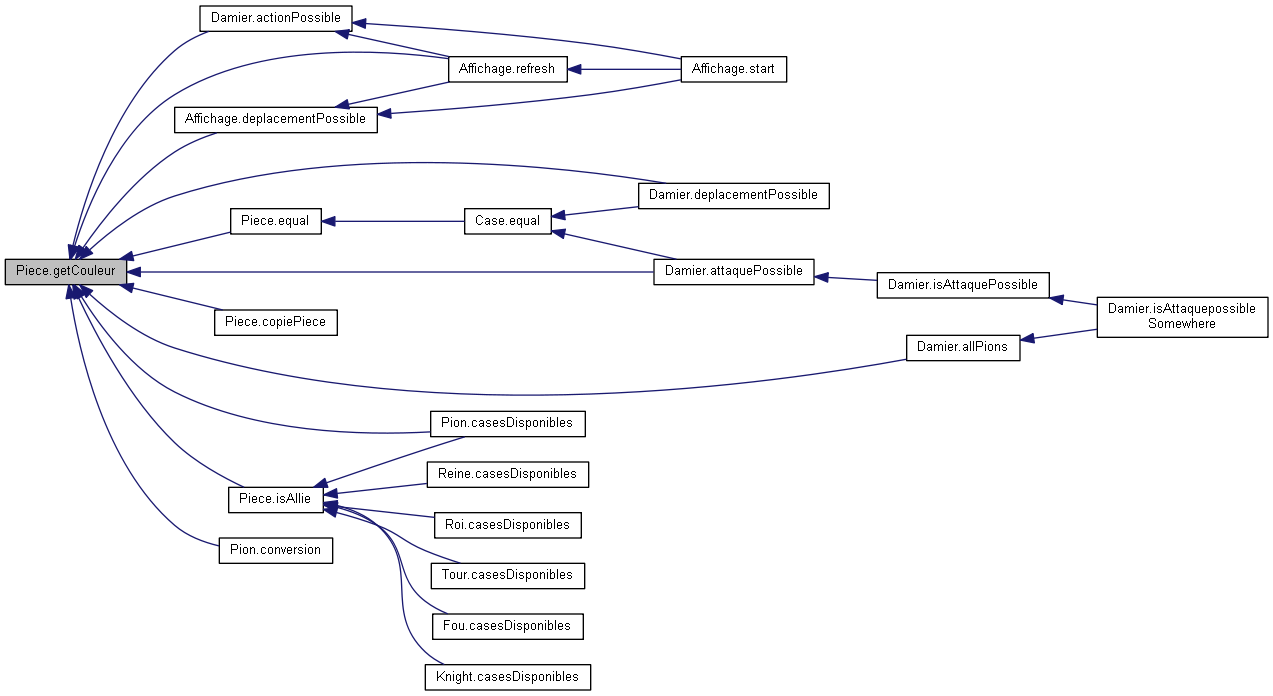 Damier.actionPossible
Affichage.refresh
Affichage.start
Affichage.deplacementPossible
Damier.deplacementPossible
Piece.equal
Case.equal
Piece.getCouleur
Damier.attaquePossible
Damier.isAttaquePossible
Damier.isAttaquepossible
Somewhere
Piece.copiePiece
Damier.allPions
Pion.casesDisponibles
Reine.casesDisponibles
Piece.isAllie
Roi.casesDisponibles
Pion.conversion
Tour.casesDisponibles
Fou.casesDisponibles
Knight.casesDisponibles